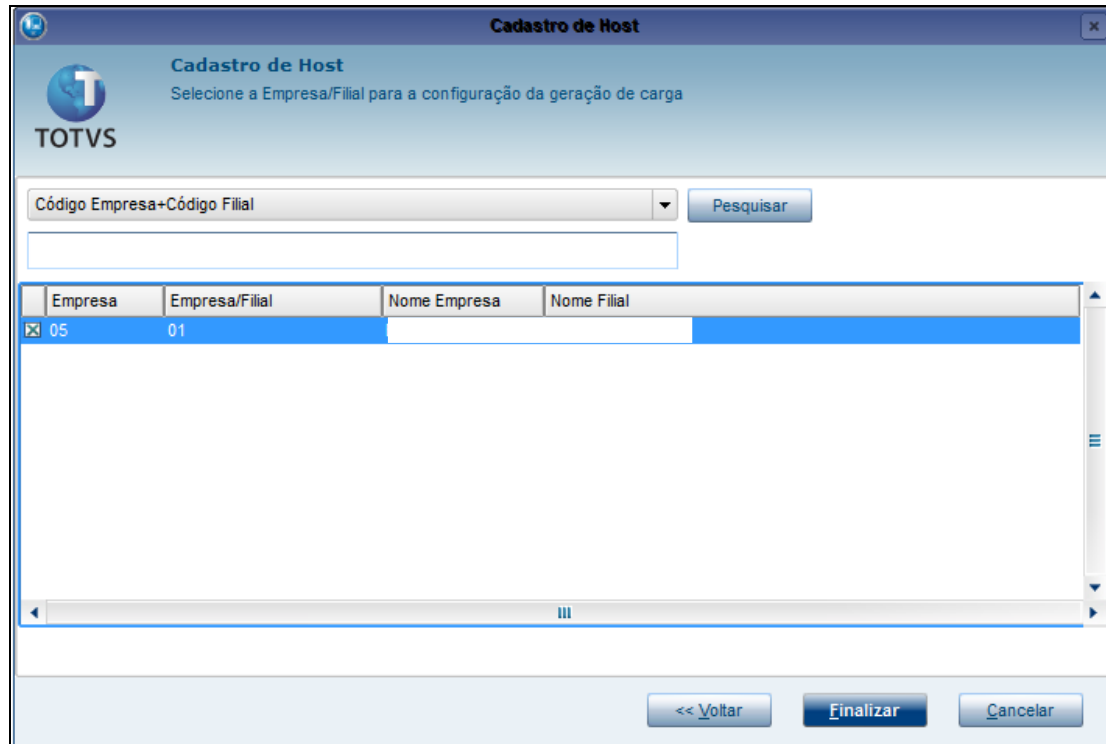 Cadastro de Host
Cadastro de Host
Selecione a Empresa/Filial para a configuração da geração de carga
TOTVS
Código Empresa+Código Filial
Pesquisar
Empresa Empresa/Filial Nome Empresa Nome Filial
05 01
<< Voltar Finalizar Cancelar